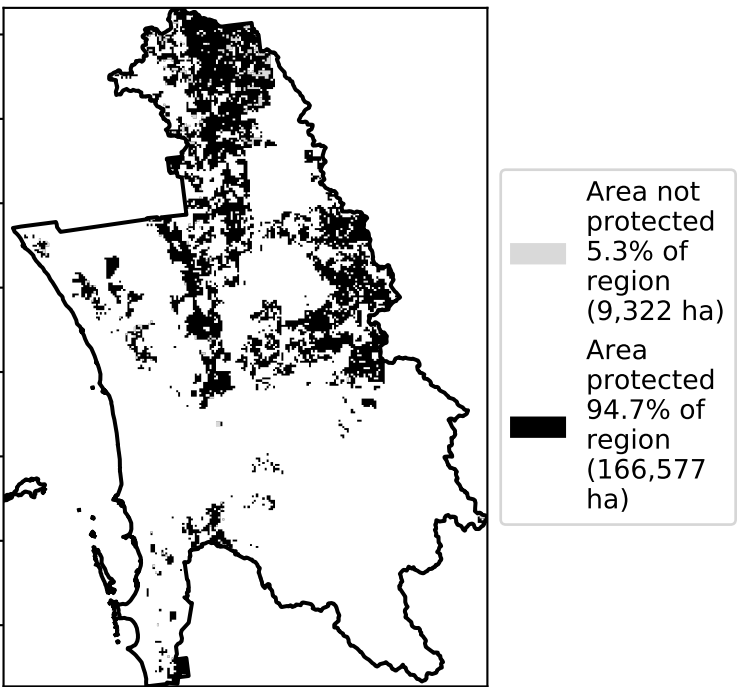 Area not
protected
5.3% of
region
(9,322 ha)
Area
protected
94.7% of
region
(166,577
ha)